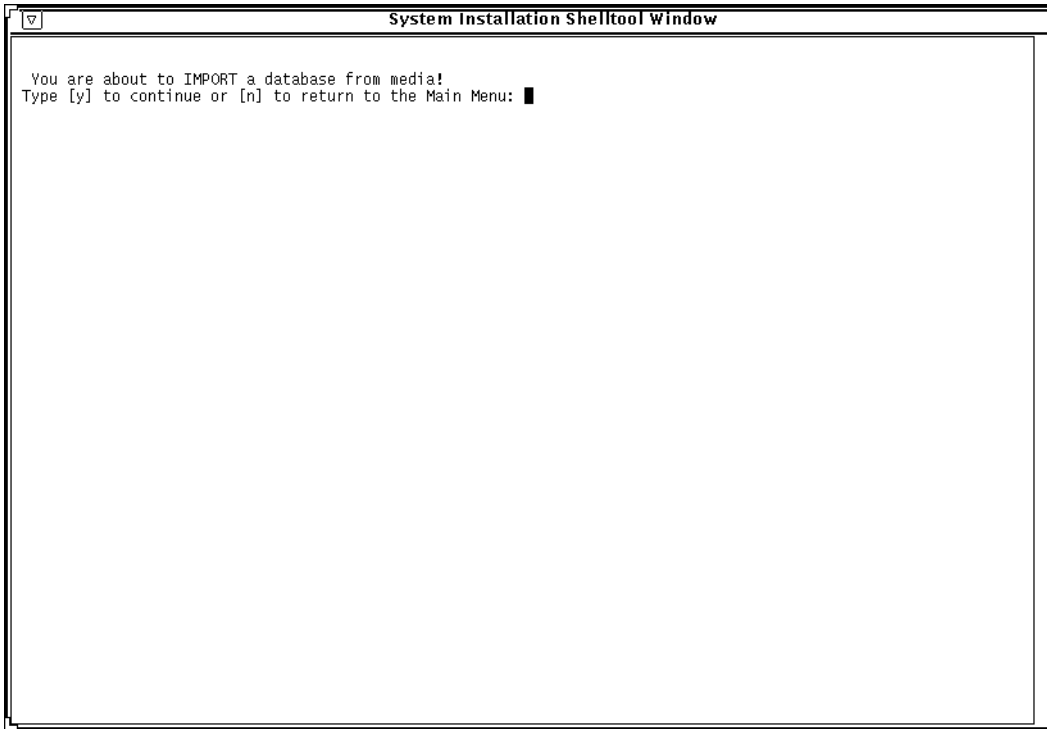 System Installation Shelltool Window
You are about to IMPORT a database from media!
Type [y] to continue or [n] to return to the Main Menu: